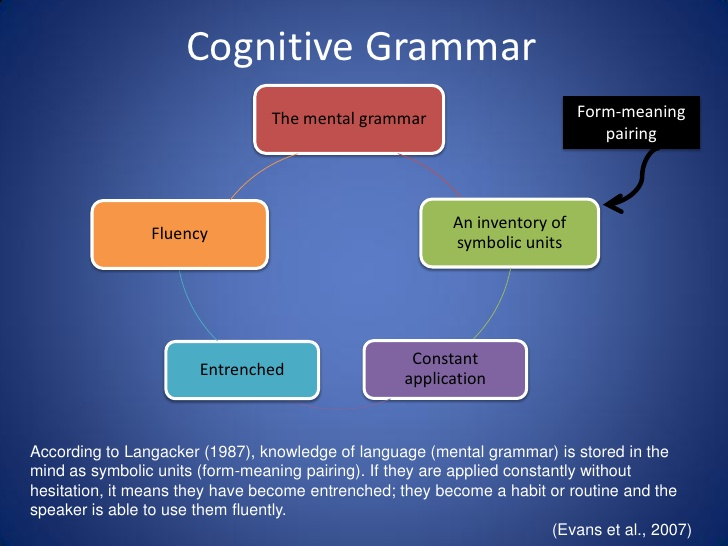 Cognitive Grammar
The mental grammar
Form-meaning
pairing
An inventory of
symbolic units
Fluency
Constant
application
Entrenched
According to Langacker (1987), knowledge of language (mental grammar) is stored in the
mind as symbolic units (form-meaning pairing). If they are applied constantly without
hesitation, it means they have become entrenched; they become a habit or routine and the
speaker is able to use them fluently.
(Evans et al., 2007)